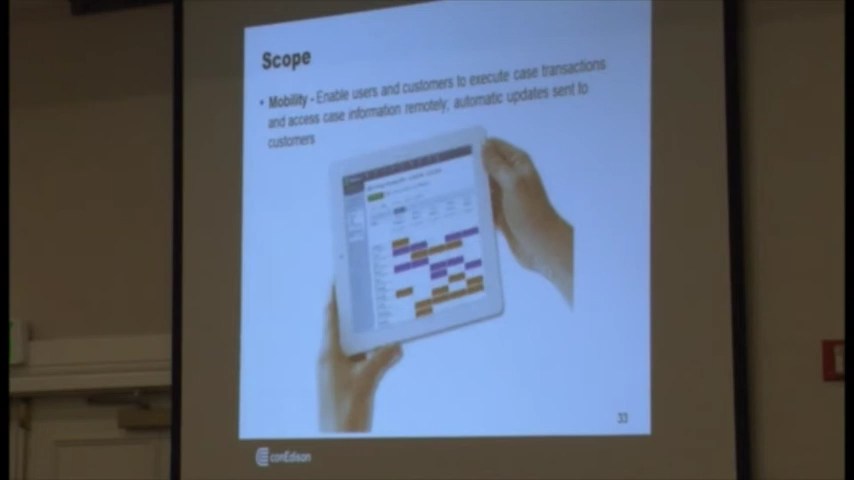 Scope
• Mobility - Enable users and customers to execute case transactions
and access case information remotely; automatic updates sent to
customers
33
conEdison